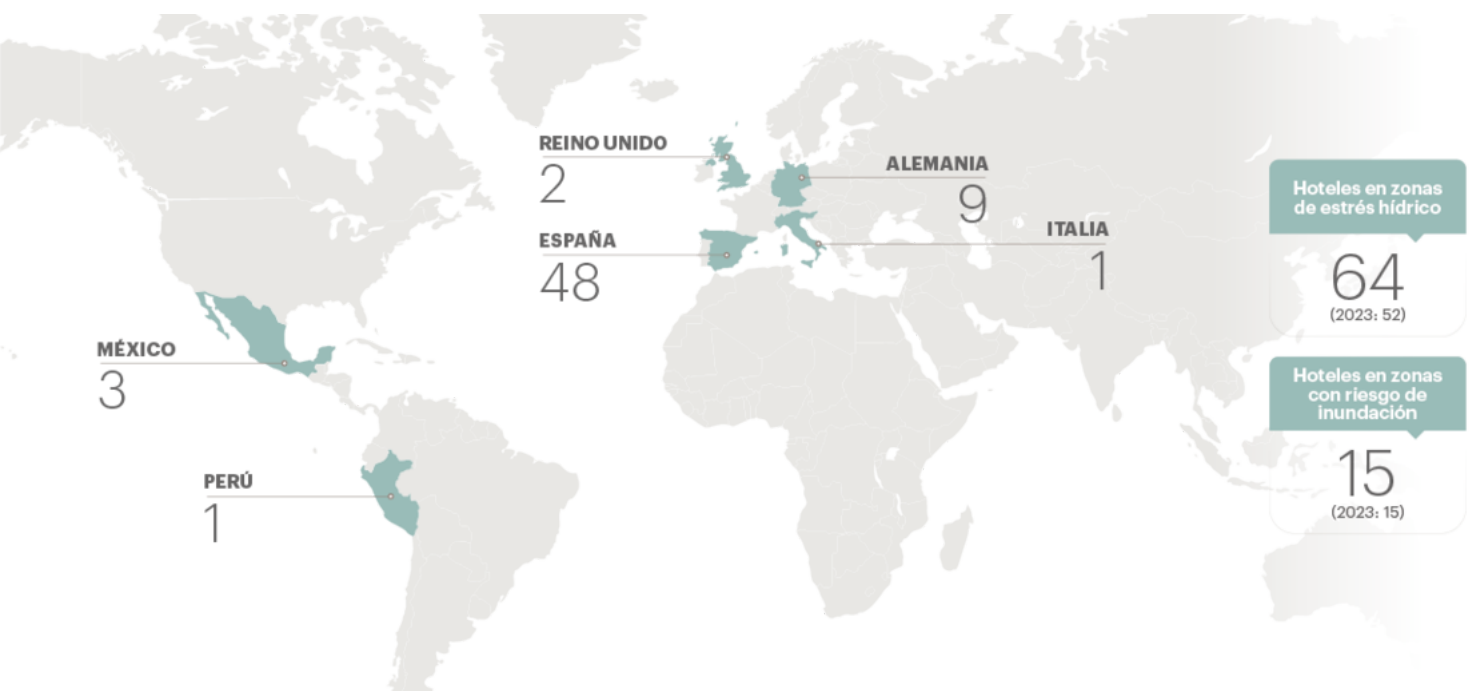 REINO UNIDO
2
ALEMANIA
9
ESPAÑA
48
ITALIA
1
MÉXICO
3
PERÚ
1
Hoteles en zonas
de estrés hídrico
64
(2023: 52)
Hoteles en zonas
con riesgo de
inundación
15
(2023: 15)